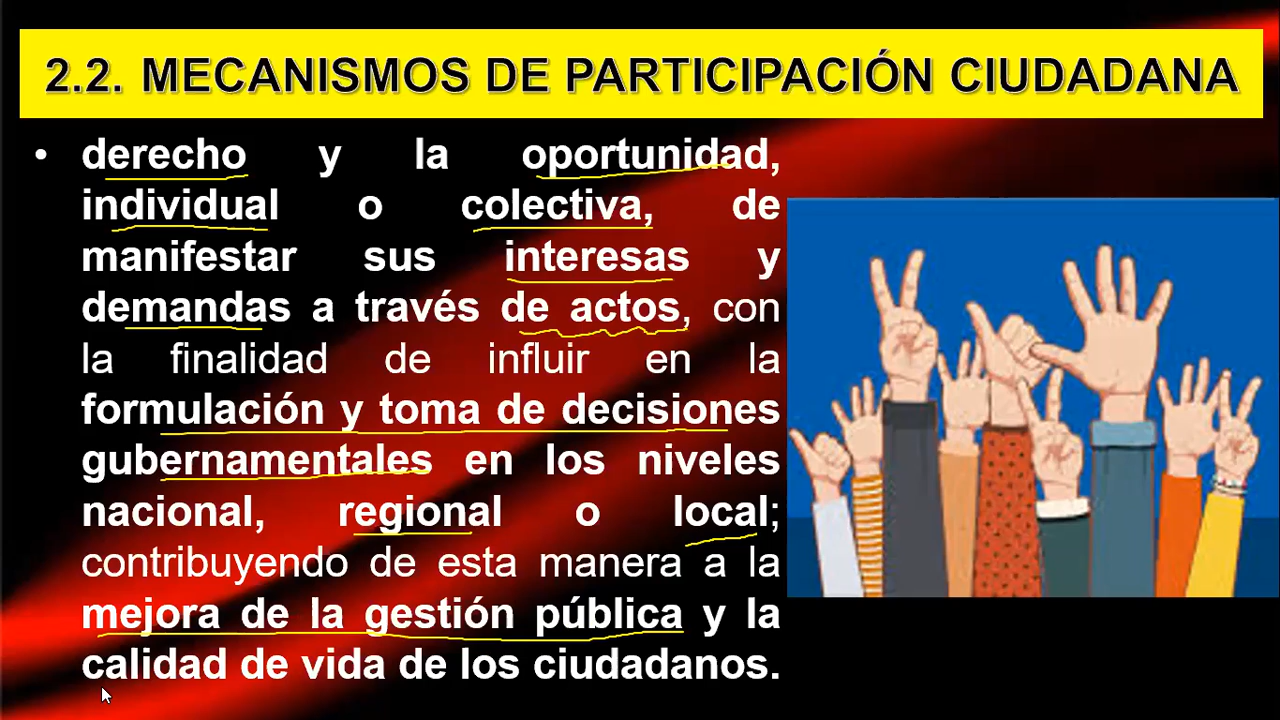 2.2. MECANISMOS DE PARTICIPACIÓN CIUDADANA
• derecho y la oportunidad,
individual o colectiva, de
manifestar sus interesas y
demandas a través de actos, con
la finalidad de influir en la
formulación y toma de decisiones
gubernamentales en los niveles
nacional, regional o local;
contribuyendo de esta manera a la
mejora de la gestión pública y la
calidad de vida de los ciudadanos.